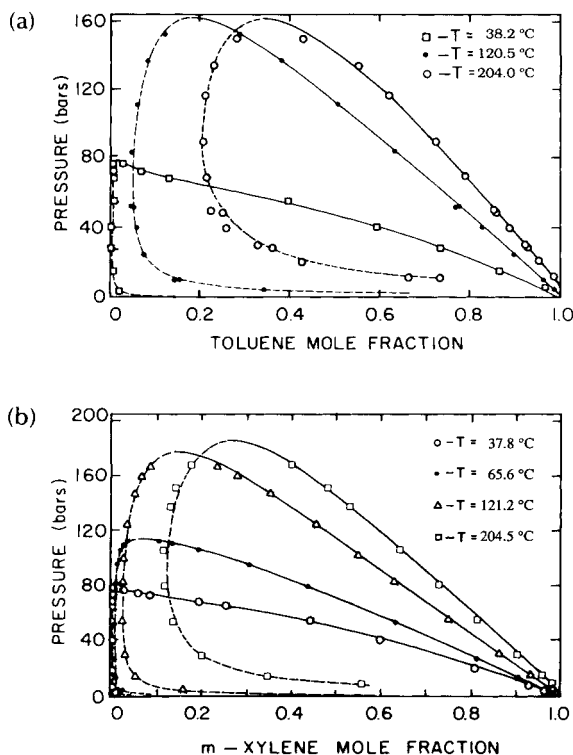 (a)
160
120
80
40
0
PRESSURE (bars)
□ – T = 38.2 °C
• – T = 120.5 °C
○ – T = 204.0 °C
0 0.2 0.4 0.6 0.8 1.0
TOLUENE MOLE FRACTION
(b)
200
160
120
80
40
0
PRESSURE (bars)
○ – T = 37.8 °C
• – T = 65.6 °C
△ – T = 121.2 °C
□ – T = 204.5 °C
0 0.2 0.4 0.6 0.8 1.0
m – XYLENE MOLE FRACTION